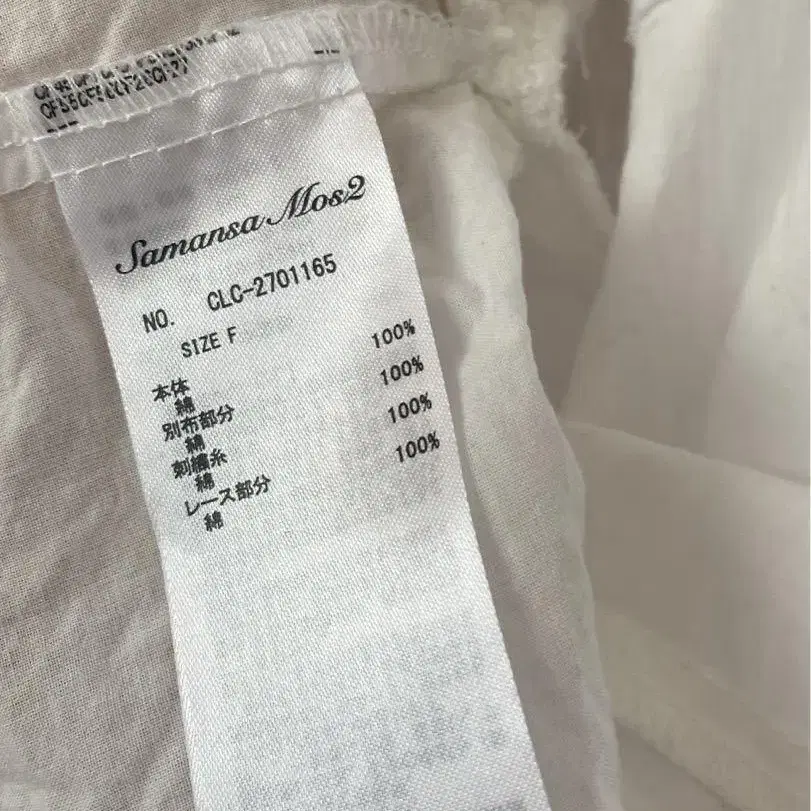 Samansa Mos2
NO. CLC-2701165
SIZE F
本体
綿 100%
別布部分
綿 100%
刺繍糸
綿 100%
レース部分
綿 100%